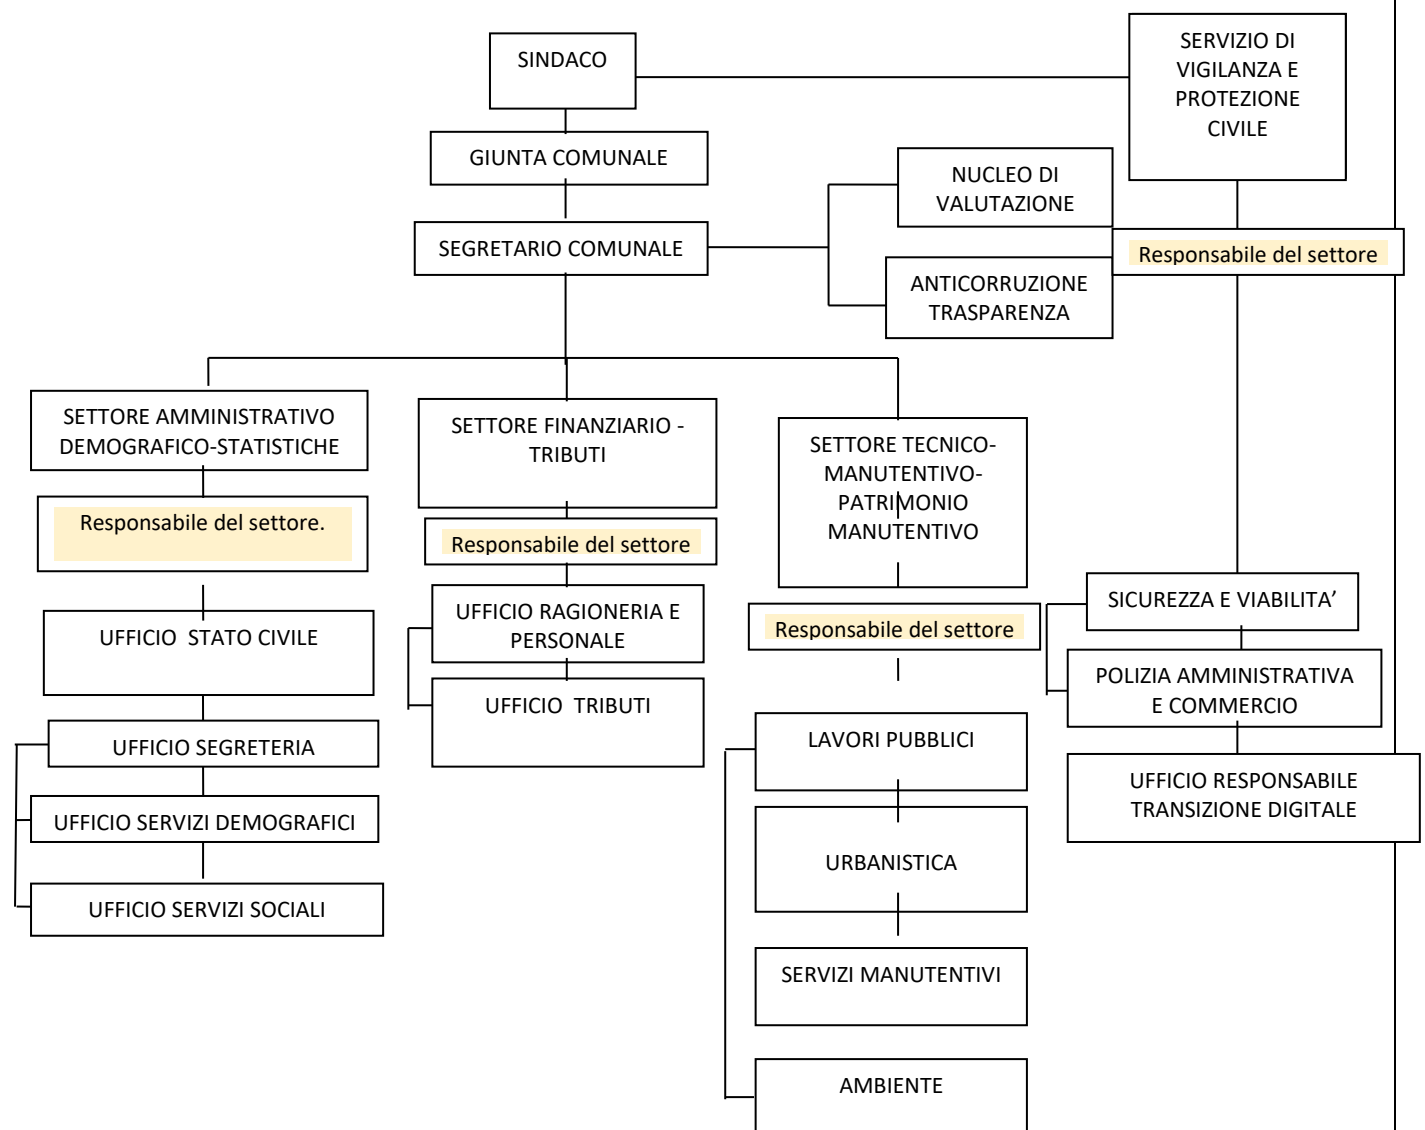 SINDACO
SERVIZIO DI
VIGILANZA E
PROTEZIONE
CIVILE
GIUNTA COMUNALE
NUCLEO DI
VALUTAZIONE
SEGRETARIO COMUNALE
Responsabile del settore
ANTICORRUZIONE
TRASPARENZA
SETTORE AMMINISTRATIVO
DEMOGRAFICO-STATISTICHE
Responsabile del settore.
UFFICIO STATO CIVILE
UFFICIO SEGRETERIA
UFFICIO SERVIZI DEMOGRAFICI
UFFICIO SERVIZI SOCIALI
SETTORE FINANZIARIO -
TRIBUTI
Responsabile del settore
UFFICIO RAGIONERIA E
PERSONALE
UFFICIO TRIBUTI
SETTORE TECNICO-
MANUTENTIVO-
PATRIMONIO
MANUTENTIVO
Responsabile del settore
LAVORI PUBBLICI
URBANISTICA
SERVIZI MANUTENTIVI
AMBIENTE
SICUREZZA E VIABILITA’
POLIZIA AMMINISTRATIVA
E COMMERCIO
UFFICIO RESPONSABILE
TRANSIZIONE DIGITALE